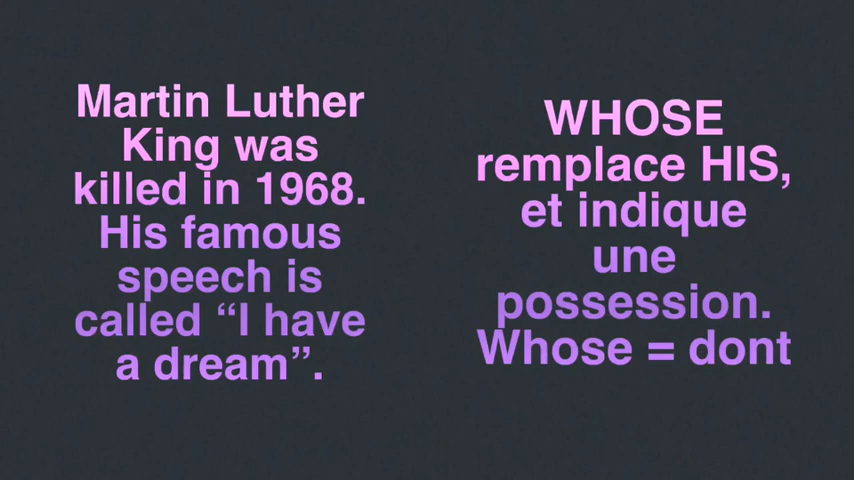 Martin Luther
King was
killed in 1968.
His famous
speech is
called “I have
a dream”.
WHOSE
remplace HIS,
et indique
une
possession.
Whose = dont